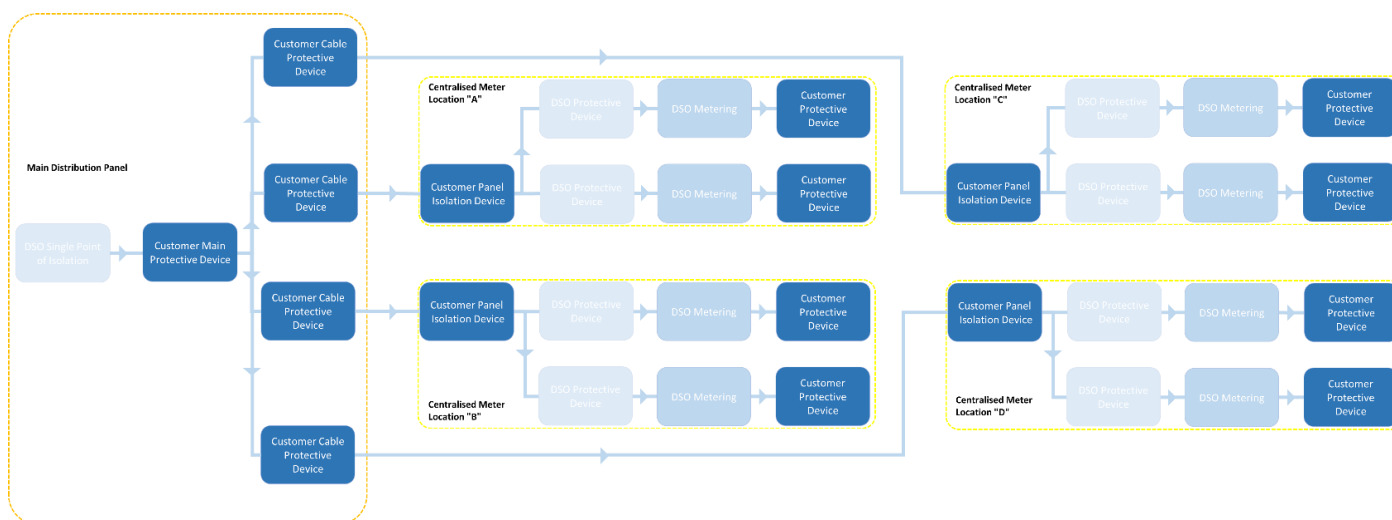 Main Distribution Panel
DSO Single Point
of Isolation
Customer Main
Protective Device
Customer Cable
Protective
Device
Customer Cable
Protective
Device
Customer Cable
Protective
Device
Customer Cable
Protective
Device
Centralised Meter
Location "A"
Customer Panel
Isolation Device
DSO Protective
Device
DSO Metering
Customer
Protective
Device
DSO Protective
Device
DSO Metering
Customer
Protective
Device
Customer Panel
Isolation Device
DSO Protective
Device
DSO Metering
Customer
Protective
Device
DSO Protective
Device
DSO Metering
Customer
Protective
Device
Centralised Meter
Location "B"
Centralised Meter
Location "C"
Customer Panel
Isolation Device
DSO Protective
Device
DSO Metering
Customer
Protective
Device
DSO Protective
Device
DSO Metering
Customer
Protective
Device
Customer Panel
Isolation Device
DSO Protective
Device
DSO Metering
Customer
Protective
Device
DSO Protective
Device
DSO Metering
Customer
Protective
Device
Centralised Meter
Location "D"